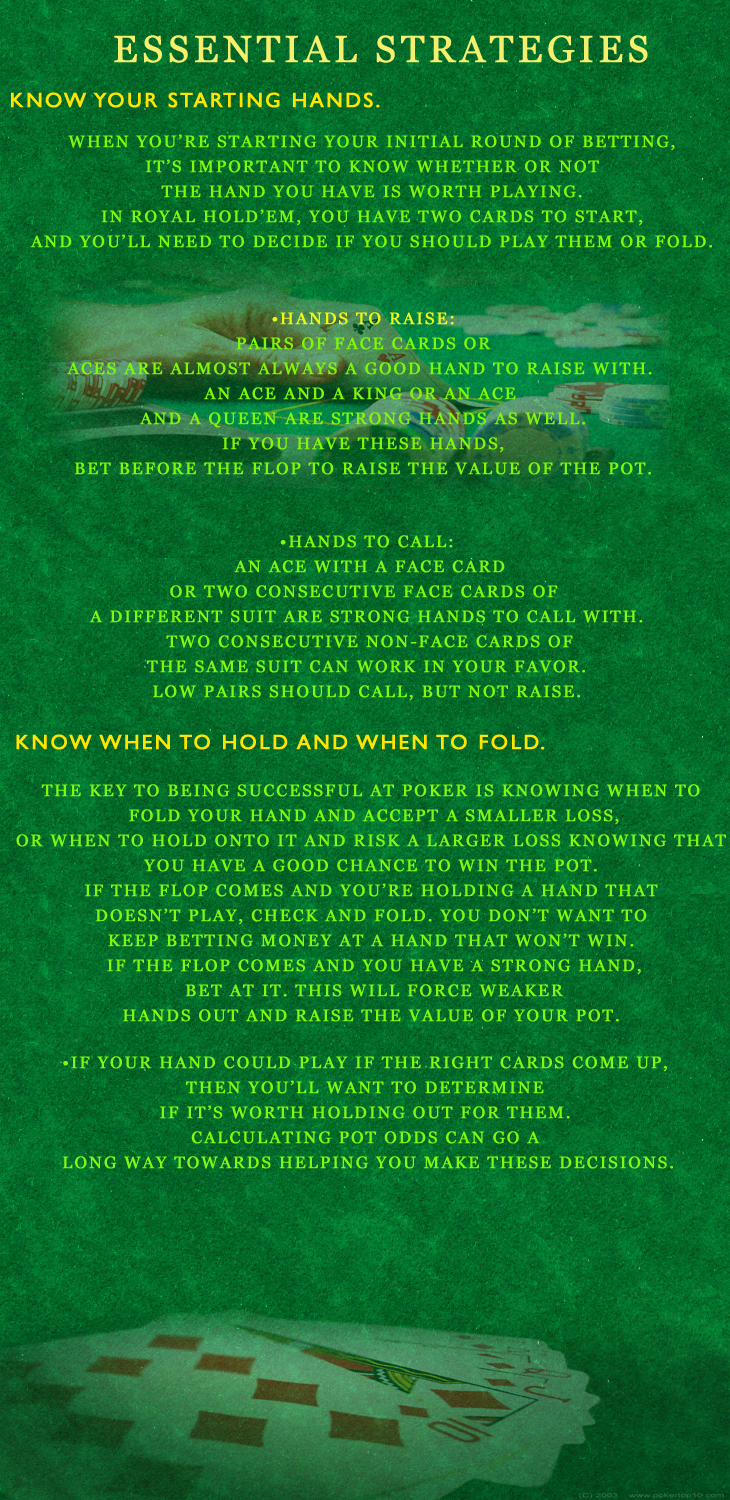 ESSENTIAL STRATEGIES
KNOW YOUR STARTING HANDS.
WHEN YOU'RE STARTING YOUR INITIAL ROUND OF BETTING,
IT'S IMPORTANT TO KNOW WHETHER OR NOT
THE HAND YOU HAVE IS WORTH PLAYING.
IN ROYAL HOLD'EM, YOU HAVE TWO CARDS TO START,
AND YOU'LL NEED TO DECIDE IF YOU SHOULD PLAY THEM OR FOLD.
•HANDS TO RAISE:
PAIRS OF FACE CARDS OR
ACES ARE ALMOST ALWAYS A GOOD HAND TO RAISE WITH.
AN ACE AND A KING OR AN ACE
AND A QUEEN ARE STRONG HANDS AS WELL.
IF YOU HAVE THESE HANDS,
BET BEFORE THE FLOP TO RAISE THE VALUE OF THE POT.
•HANDS TO CALL:
AN ACE WITH A FACE CARD
OR TWO CONSECUTIVE FACE CARDS OF
A DIFFERENT SUIT ARE STRONG HANDS TO CALL WITH.
TWO CONSECUTIVE NON-FACE CARDS OF
THE SAME SUIT CAN WORK IN YOUR FAVOR.
LOW PAIRS SHOULD CALL, BUT NOT RAISE.
KNOW WHEN TO HOLD AND WHEN TO FOLD.
THE KEY TO BEING SUCCESSFUL AT POKER IS KNOWING WHEN TO
FOLD YOUR HAND AND ACCEPT A SMALLER LOSS,
OR WHEN TO HOLD ONTO IT AND RISK A LARGER LOSS KNOWING THAT
YOU HAVE A GOOD CHANCE TO WIN THE POT.
IF THE FLOP COMES AND YOU'RE HOLDING A HAND THAT
DOESN'T PLAY, CHECK AND FOLD. YOU DON'T WANT TO
KEEP BETTING MONEY AT A HAND THAT WON'T WIN.
IF THE FLOP COMES AND YOU HAVE A STRONG HAND,
BET AT IT. THIS WILL FORCE WEAKER
HANDS OUT AND RAISE THE VALUE OF YOUR POT.
•IF YOUR HAND COULD PLAY IF THE RIGHT CARDS COME UP,
THEN YOU'LL WANT TO DETERMINE
IF IT'S WORTH HOLDING OUT FOR THEM.
CALCULATING POT ODDS CAN GO A
LONG WAY TOWARDS HELPING YOU MAKE THESE DECISIONS.
10
(C) 2003 www.pokertop10.com